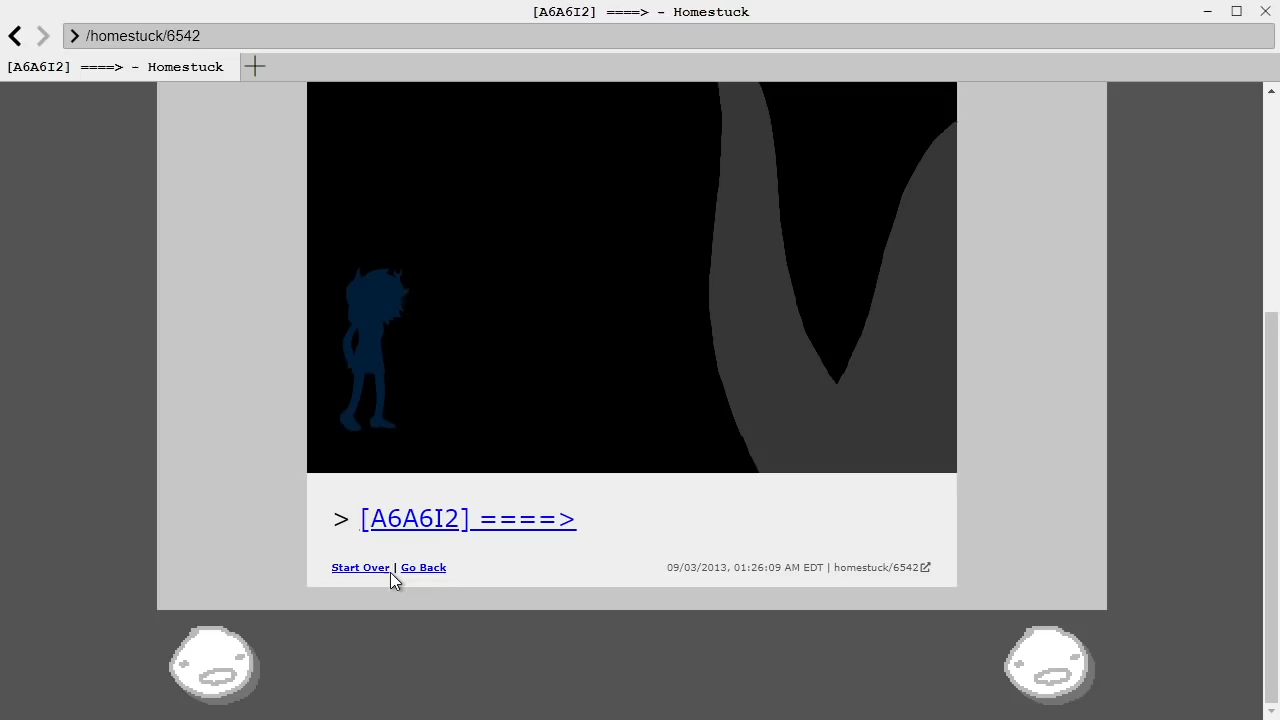 [A6A6I2] ====> - Homestuck
/homestuck/6542
[A6A6I2] ====> - Homestuck
> [A6A6I2] ====>
Start Over | Go Back
09/03/2013, 01:26:09 AM EDT | homestuck/6542